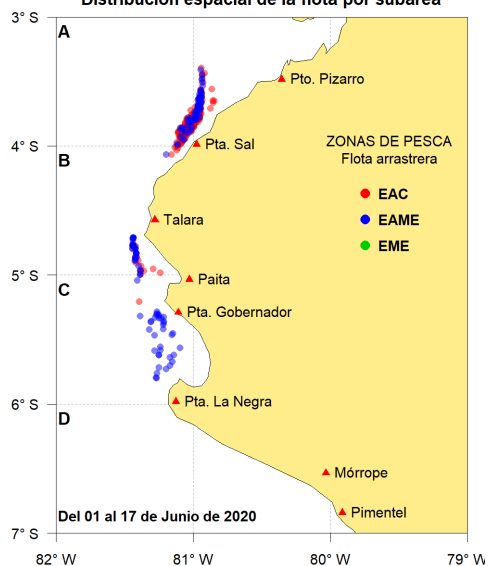 Distribución espacial de la flota por subárea
3° S
A
Pto. Pizarro
4° S
Pta. Sal
B
ZONAS DE PESCA
Flota arrastrera
EAC
EAME
EME
Talara
5° S
Paita
C
Pta. Gobernador
6° S
Pta. La Negra
D
Mórrope
Pimentel
Del 01 al 17 de Junio de 2020
7° S
82° W 81° W 80° W 79° W